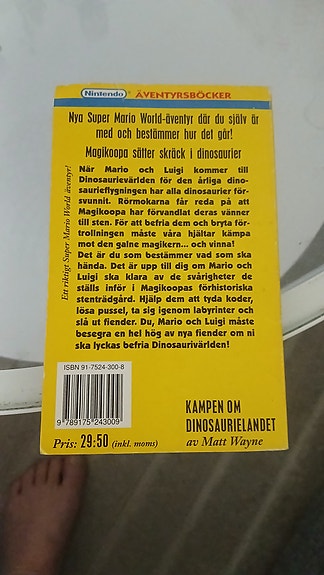 Nintendo® ÄVENTYRSBÖCKER
Nya Super Mario World-äventyr där du själv är
med och bestämmer hur det går!
Magikoopa sätter skräck i dinosaurier
När Mario och Luigi kommer till
Dinosaurievärlden för den årliga dino-
saurieflygningen har alla dinosaurier för-
svunnit. Rörmokarna får reda på att
Magikoopa har förvandlat deras vänner
till sten. För att befria dem och bryta för-
trollningen måste våra hjältar kämpa
mot den galne magikern... och vinna!
Det är du som bestämmer vad som ska
hända. Det är upp till dig om Mario och
Luigi ska klara av de svårigheter de
ställs inför i Magikoopas förhistoriska
stenträdgård. Hjälp dem att tyda koder,
lösa pussel, ta sig igenom labyrinter och
slå ut fiender. Du, Mario och Luigi måste
besegra en hel hög av nya fiender om ni
ska lyckas befria Dinosaurivärlden!
Ett riktigt Super Mario World äventyr!
ISBN 91-7524-300-8
9 789175 243009
Pris: 29:50 (inkl. moms)
KAMPEN OM
DINOSAURIELANDET
av Matt Wayne